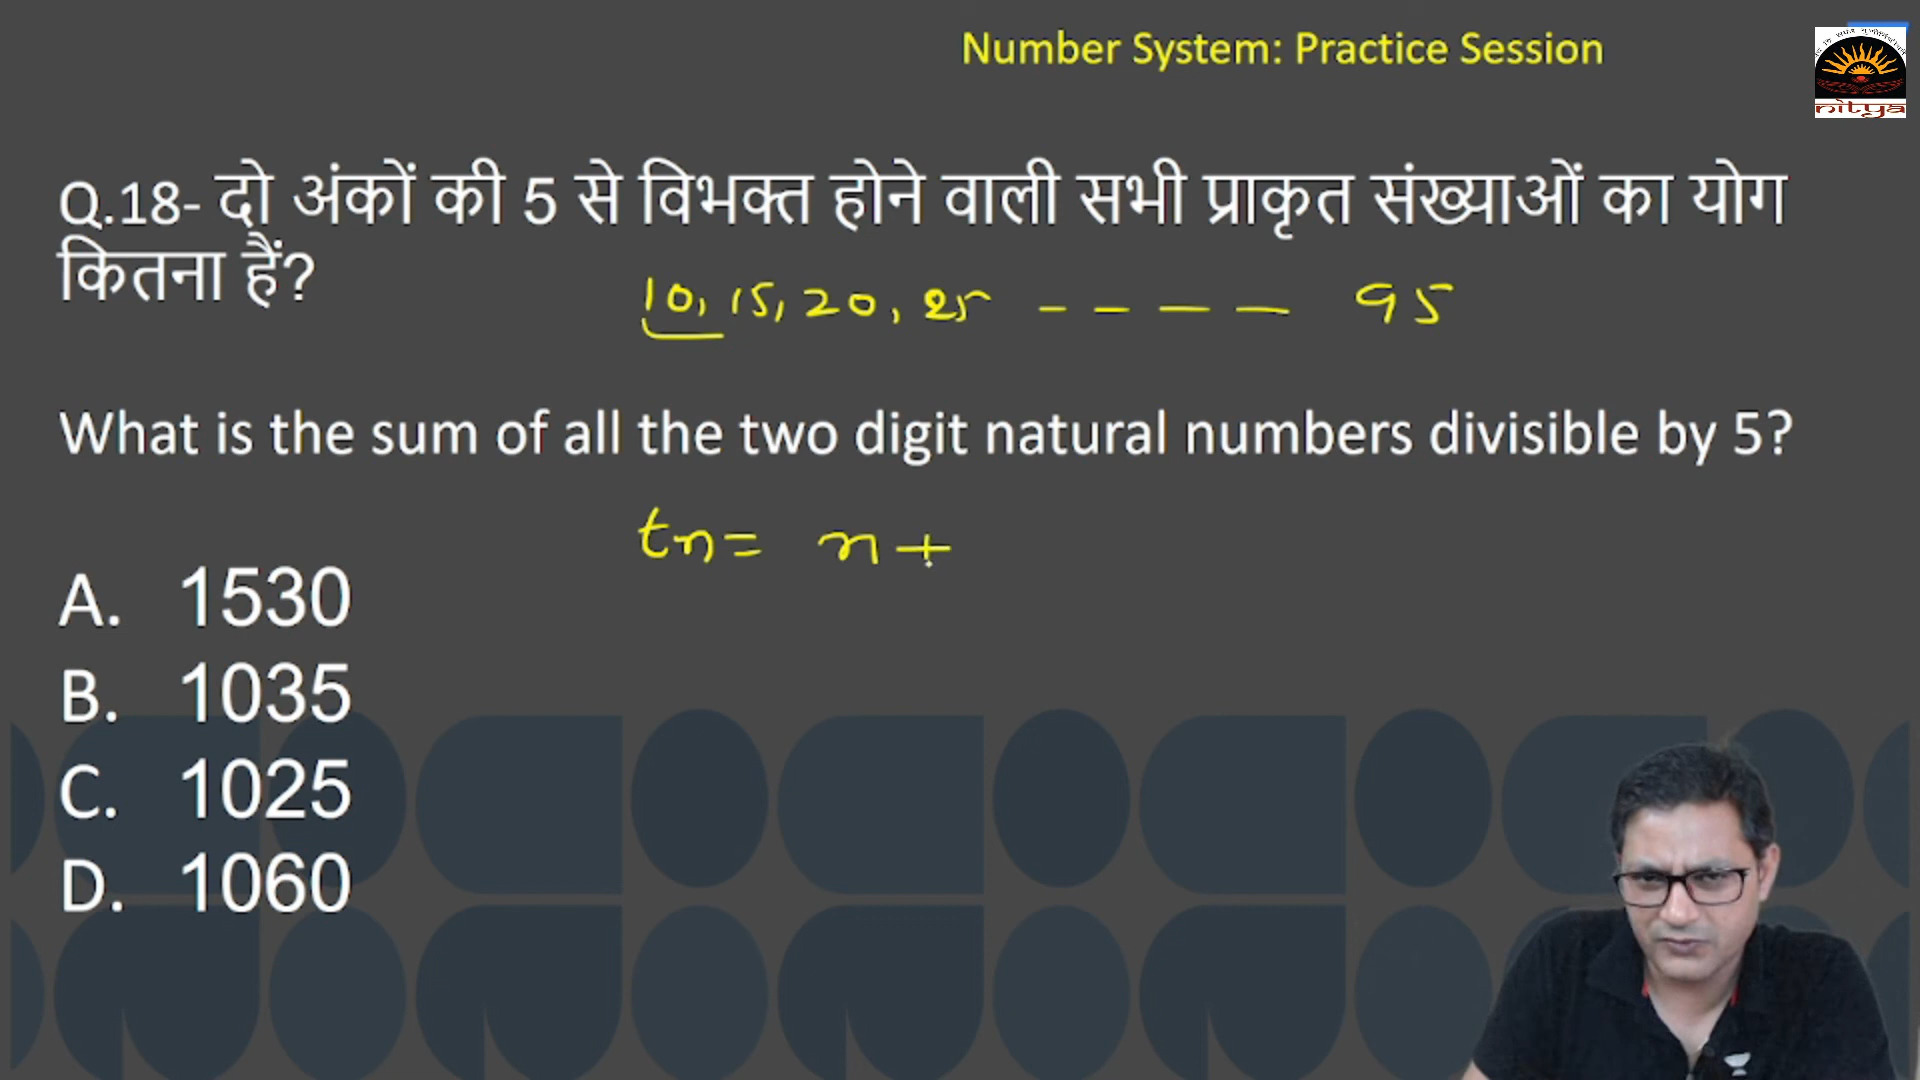 Number System: Practice Session
nitya
Q.18- दो अंकों की 5 से विभक्त होने वाली सभी प्राकृत संख्याओं का योग
कितना हैं?
10, 15, 20, 25 - - - - 95
What is the sum of all the two digit natural numbers divisible by 5?
tn= n+
A. 1530
B. 1035
C. 1025
D. 1060